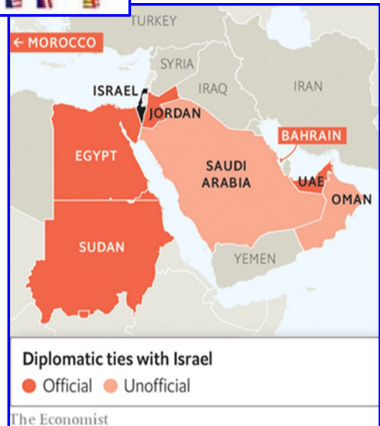 TURKEY
← MOROCCO
SYRIA
ISRAEL
IRAQ
IRAN
JORDAN
BAHRAIN
EGYPT
SAUDI
ARABIA
UAE
OMAN
SUDAN
YEMEN
Diplomatic ties with Israel
Official Unofficial
The Economist